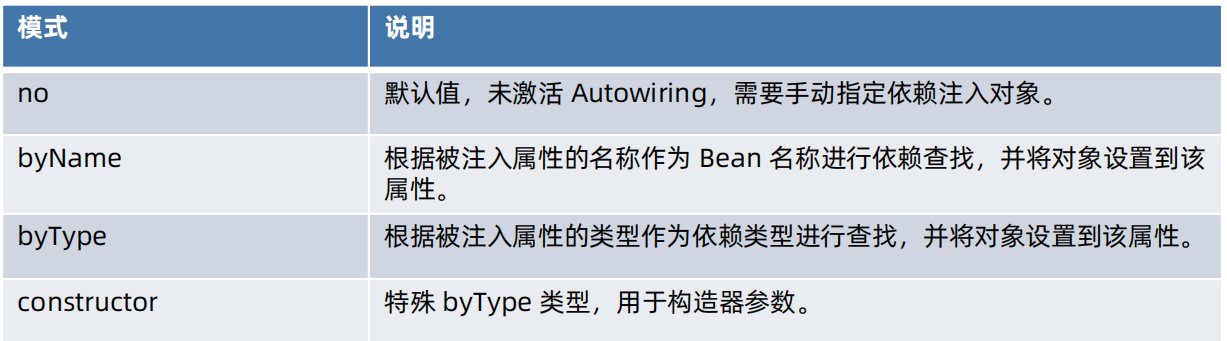 模式 说明
no 默认值，未激活 Autowiring，需要手动指定依赖注入对象。
byName 根据被注入属性的名称作为 Bean 名称进行依赖查找，并将对象设置到该
属性。
byType 根据被注入属性的类型作为依赖类型进行查找，并将对象设置到该属性。
constructor 特殊 byType 类型，用于构造器参数。